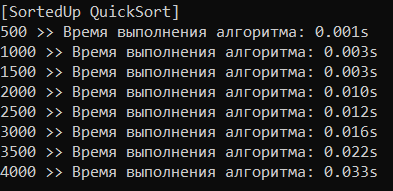 [SortedUp QuickSort]
500 >> Время выполнения алгоритма: 0.001s
1000 >> Время выполнения алгоритма: 0.003s
1500 >> Время выполнения алгоритма: 0.003s
2000 >> Время выполнения алгоритма: 0.010s
2500 >> Время выполнения алгоритма: 0.012s
3000 >> Время выполнения алгоритма: 0.016s
3500 >> Время выполнения алгоритма: 0.022s
4000 >> Время выполнения алгоритма: 0.033s